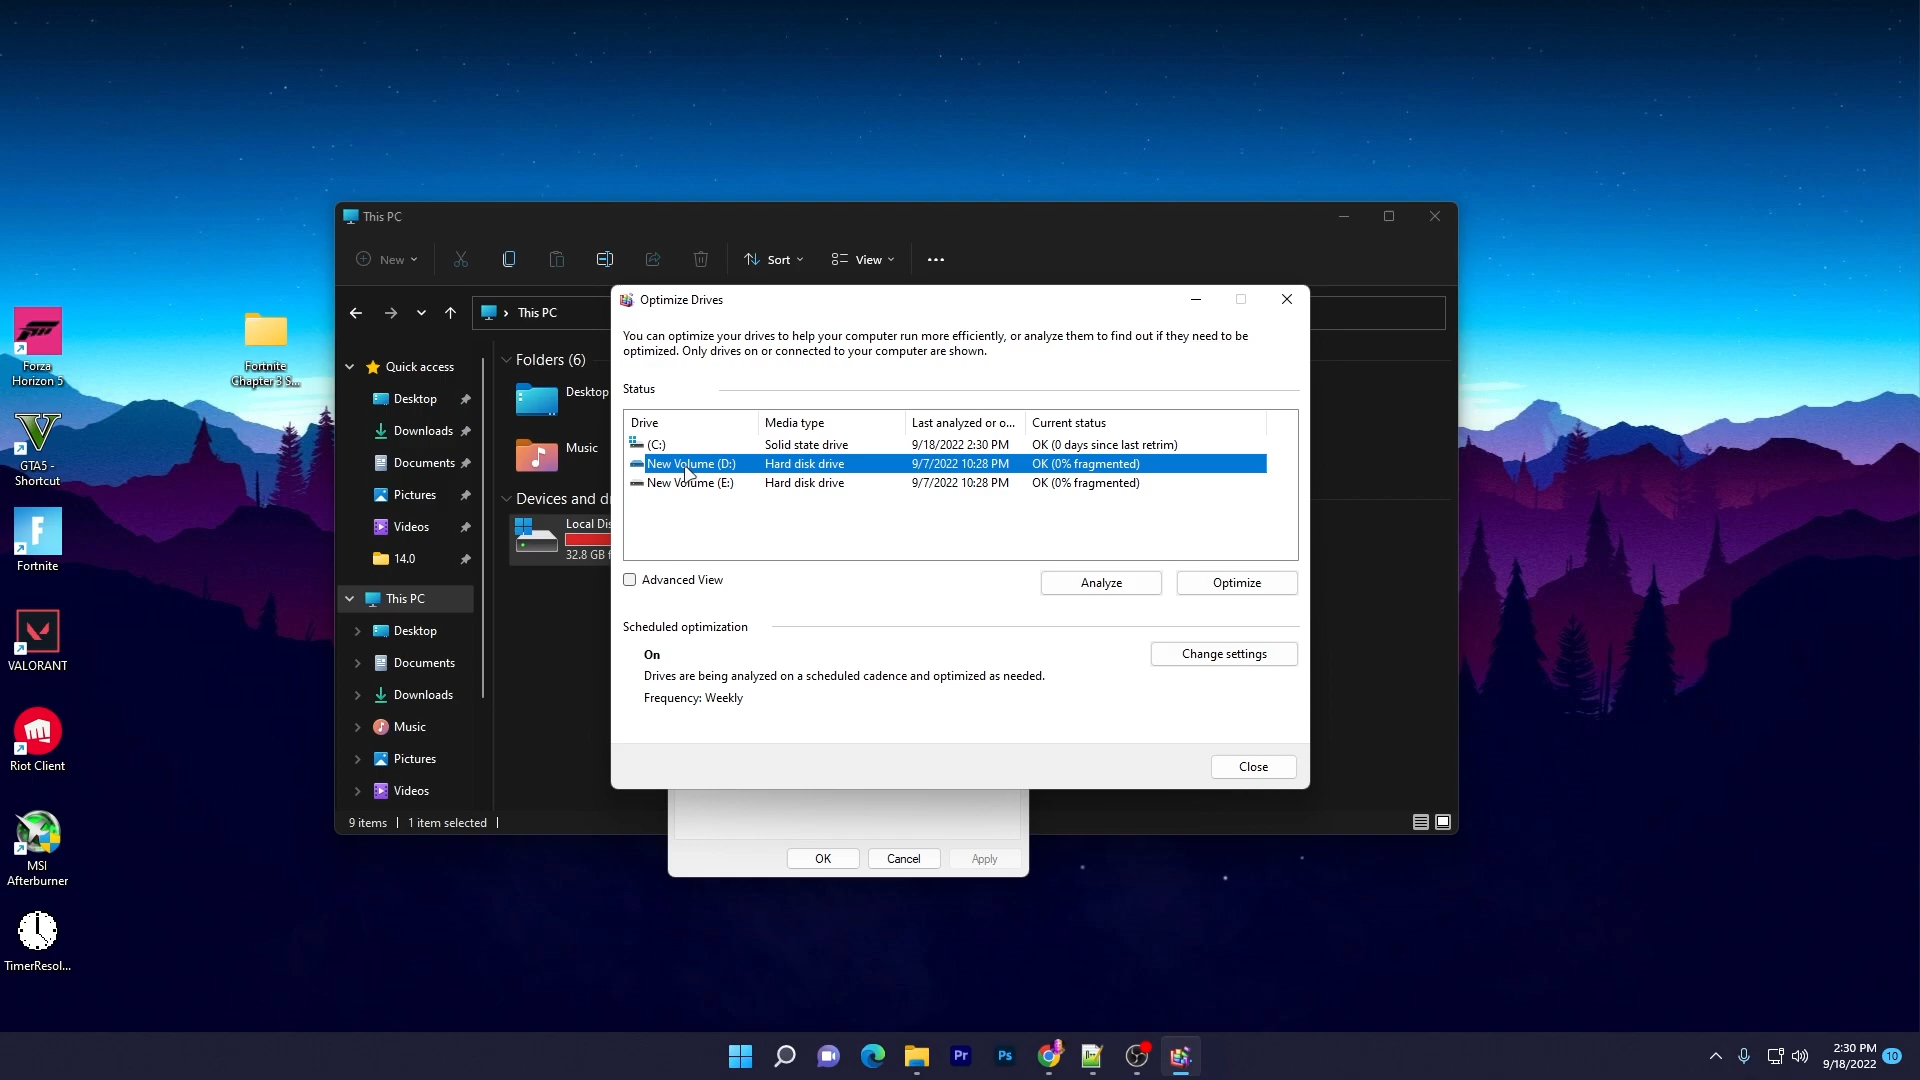 This PC
New
Sort
View
This PC
Quick access
Desktop
Downloads
Documents
Pictures
Videos
14.0
This PC
Desktop
Documents
Downloads
Music
Pictures
Videos
Folders (6)
Desktop
Music
Devices and dr
Local Dis
32.8 GB f
9 items
1 item selected
Optimize Drives
You can optimize your drives to help your computer run more efficiently, or analyze them to find out if they need to be
optimized. Only drives on or connected to your computer are shown.
Status
Drive Media type Last analyzed or o... Current status
(C:) Solid state drive 9/18/2022 2:30 PM OK (0 days since last retrim)
New Volume (D:) Hard disk drive 9/7/2022 10:28 PM OK (0% fragmented)
New Volume (E:) Hard disk drive 9/7/2022 10:28 PM OK (0% fragmented)
Advanced View
Analyze
Optimize
Scheduled optimization
On
Change settings
Drives are being analyzed on a scheduled cadence and optimized as needed.
Frequency: Weekly
Close
OK
Cancel
Apply
Forza
Horizon 5
Fortnite
Chapter 3 S...
GTA5 -
Shortcut
Fortnite
VALORANT
Riot Client
MSI
Afterburner
TimerResol...
Pr
Ps
2:30 PM
9/18/2022
10